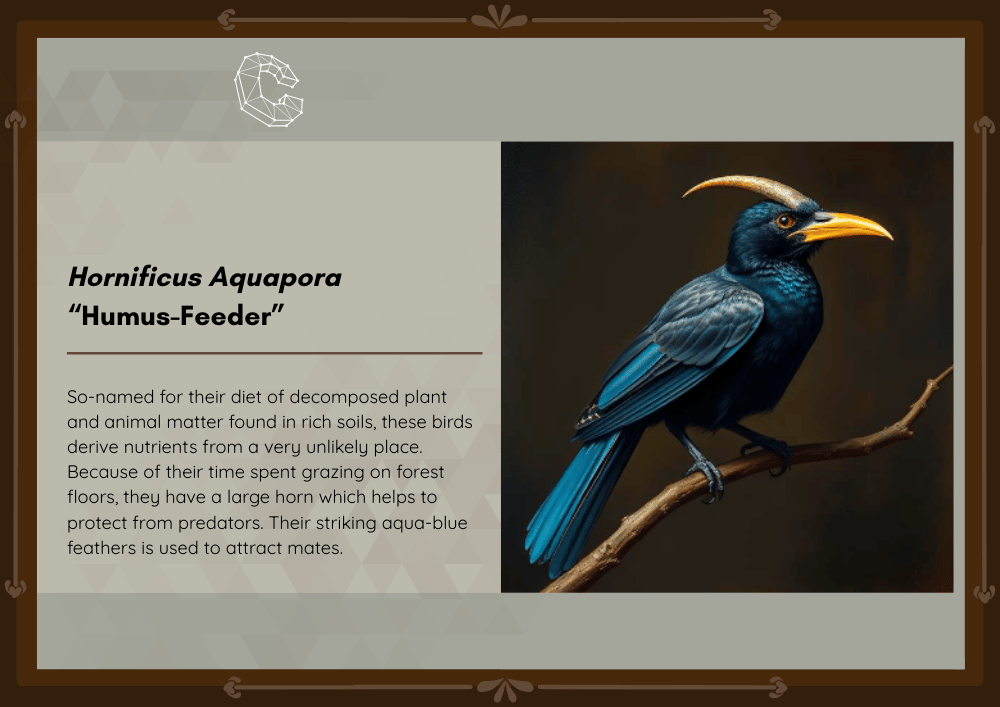 C
Hornificus Aquapora
“Humus-Feeder”
So-named for their diet of decomposed plant
and animal matter found in rich soils, these birds
derive nutrients from a very unlikely place.
Because of their time spent grazing on forest
floors, they have a large horn which helps to
protect from predators. Their striking aqua-blue
feathers is used to attract mates.